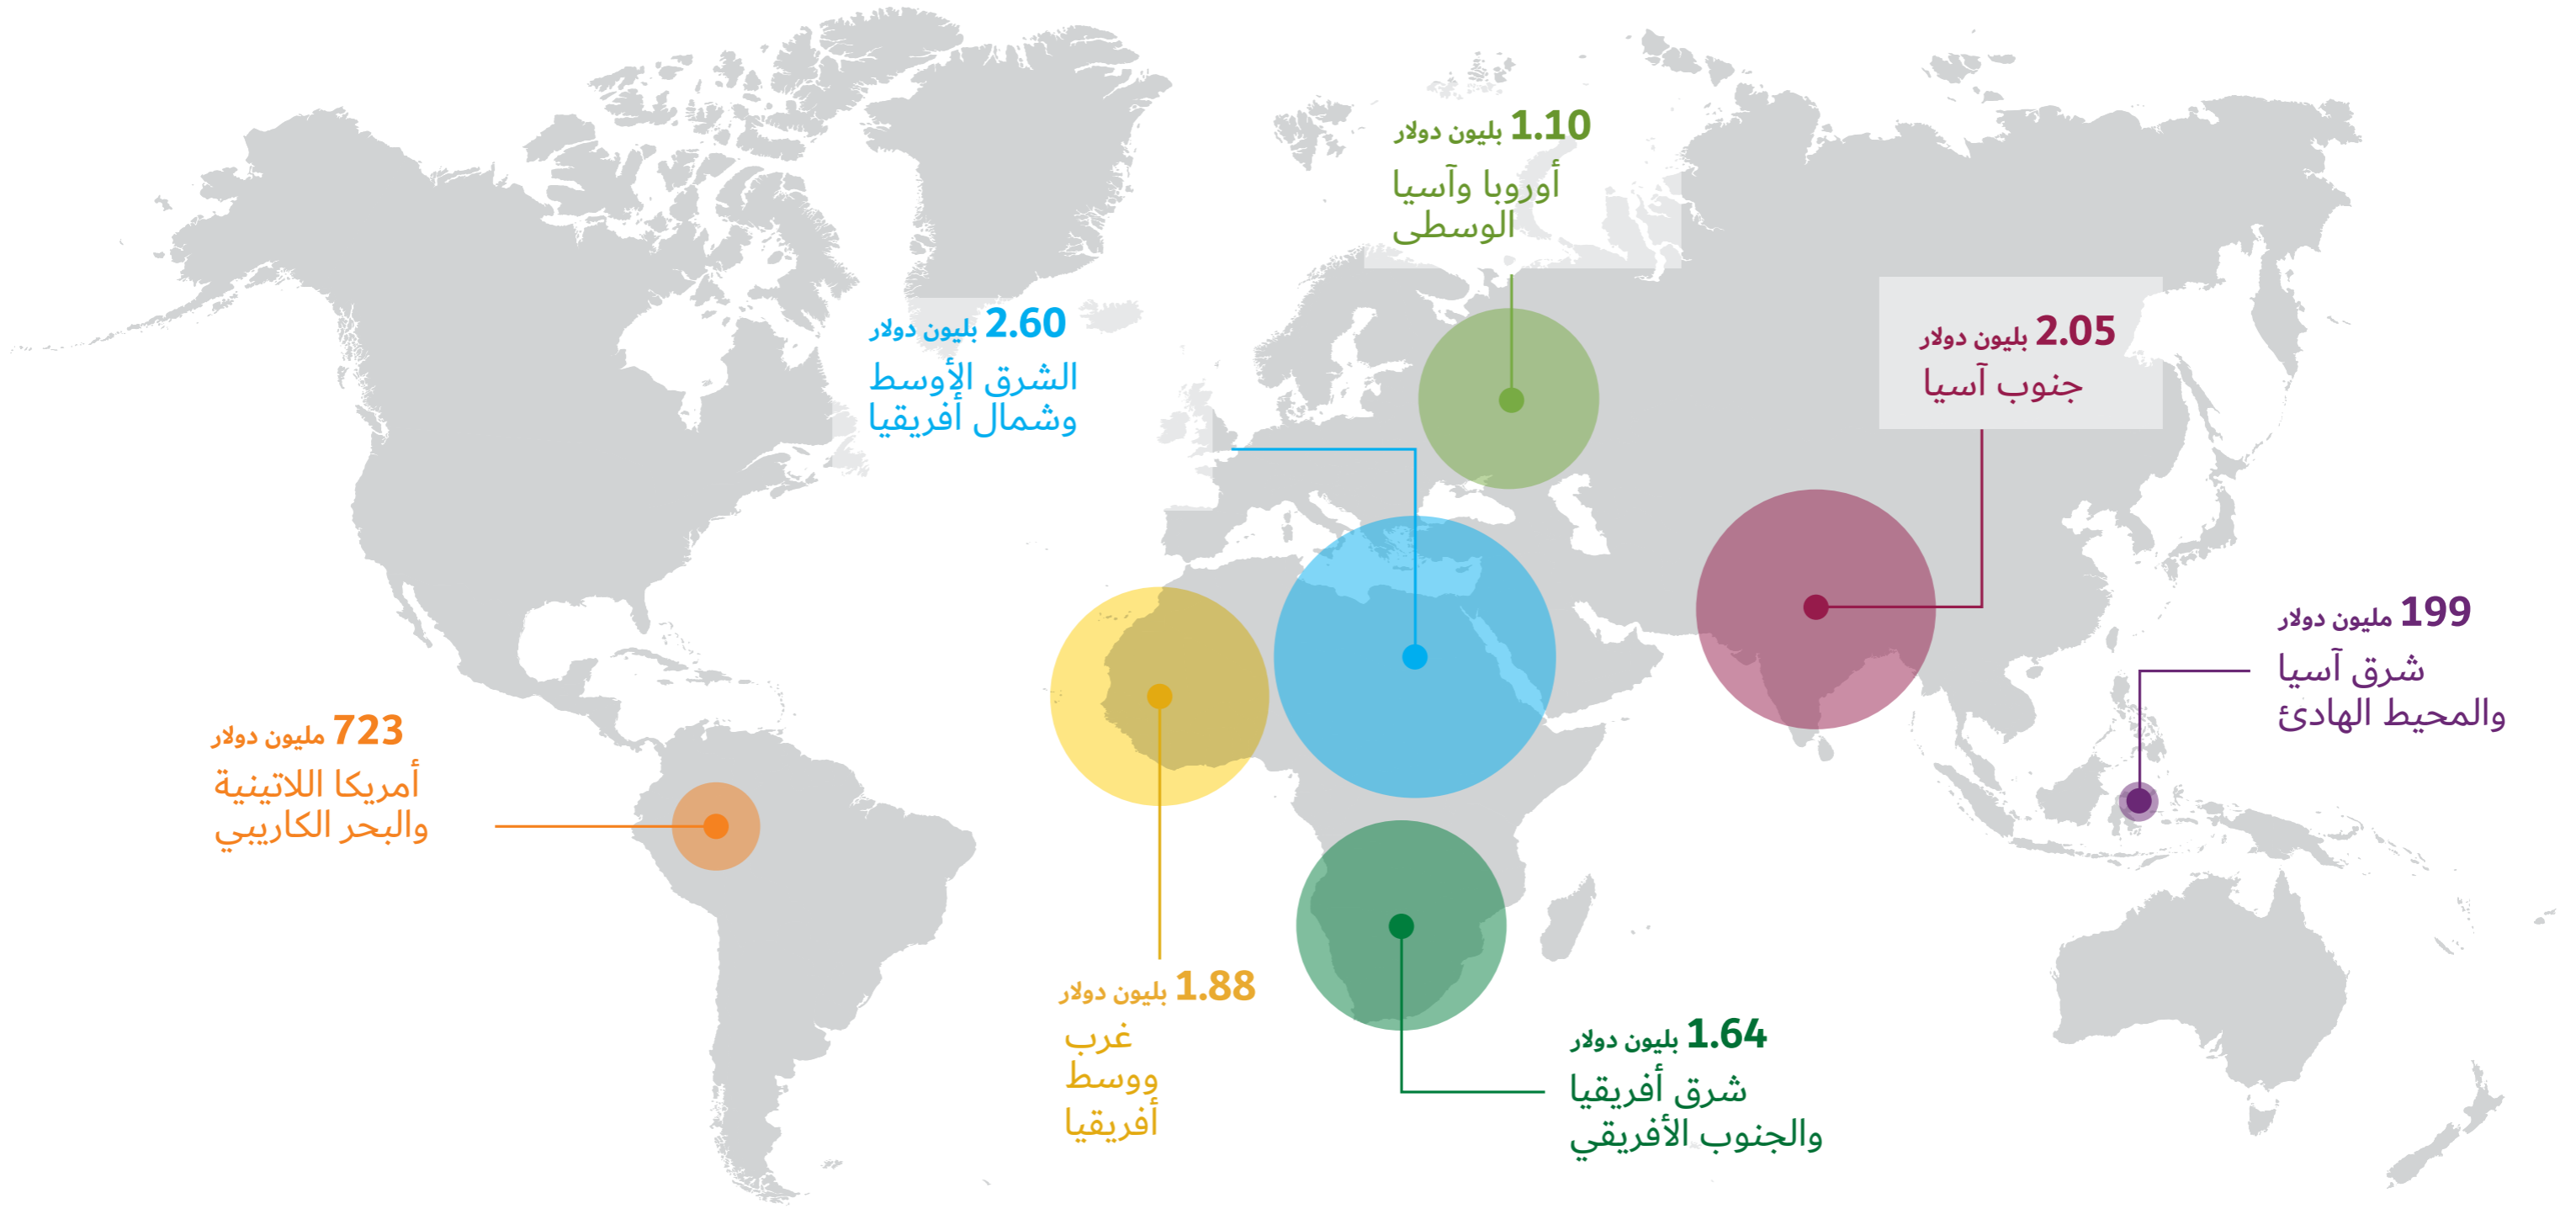 1.10 بليون دولار
أوروبا وآسيا
الوسطى
2.60 بليون دولار
الشرق الأوسط
وشمال أفريقيا
2.05 بليون دولار
جنوب آسيا
199 مليون دولار
شرق آسيا
والمحيط الهادئ
723 مليون دولار
أمريكا اللاتينية
والبحر الكاريبي
1.88 بليون دولار
غرب
ووسط
أفريقيا
1.64 بليون دولار
شرق أفريقيا
والجنوب الأفريقي